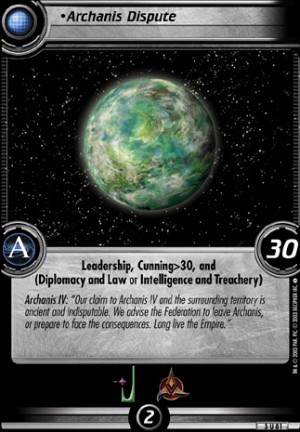 •Archanis Dispute
A
30
Leadership, Cunning>30, and
(Diplomacy and Law or Intelligence and Treachery)
Archanis IV: "Our claim to Archanis IV and the surrounding territory is
ancient and indisputable. We advise the Federation to leave Archanis,
or prepare to face the consequences. Long live the Empire."
2
3 U 61